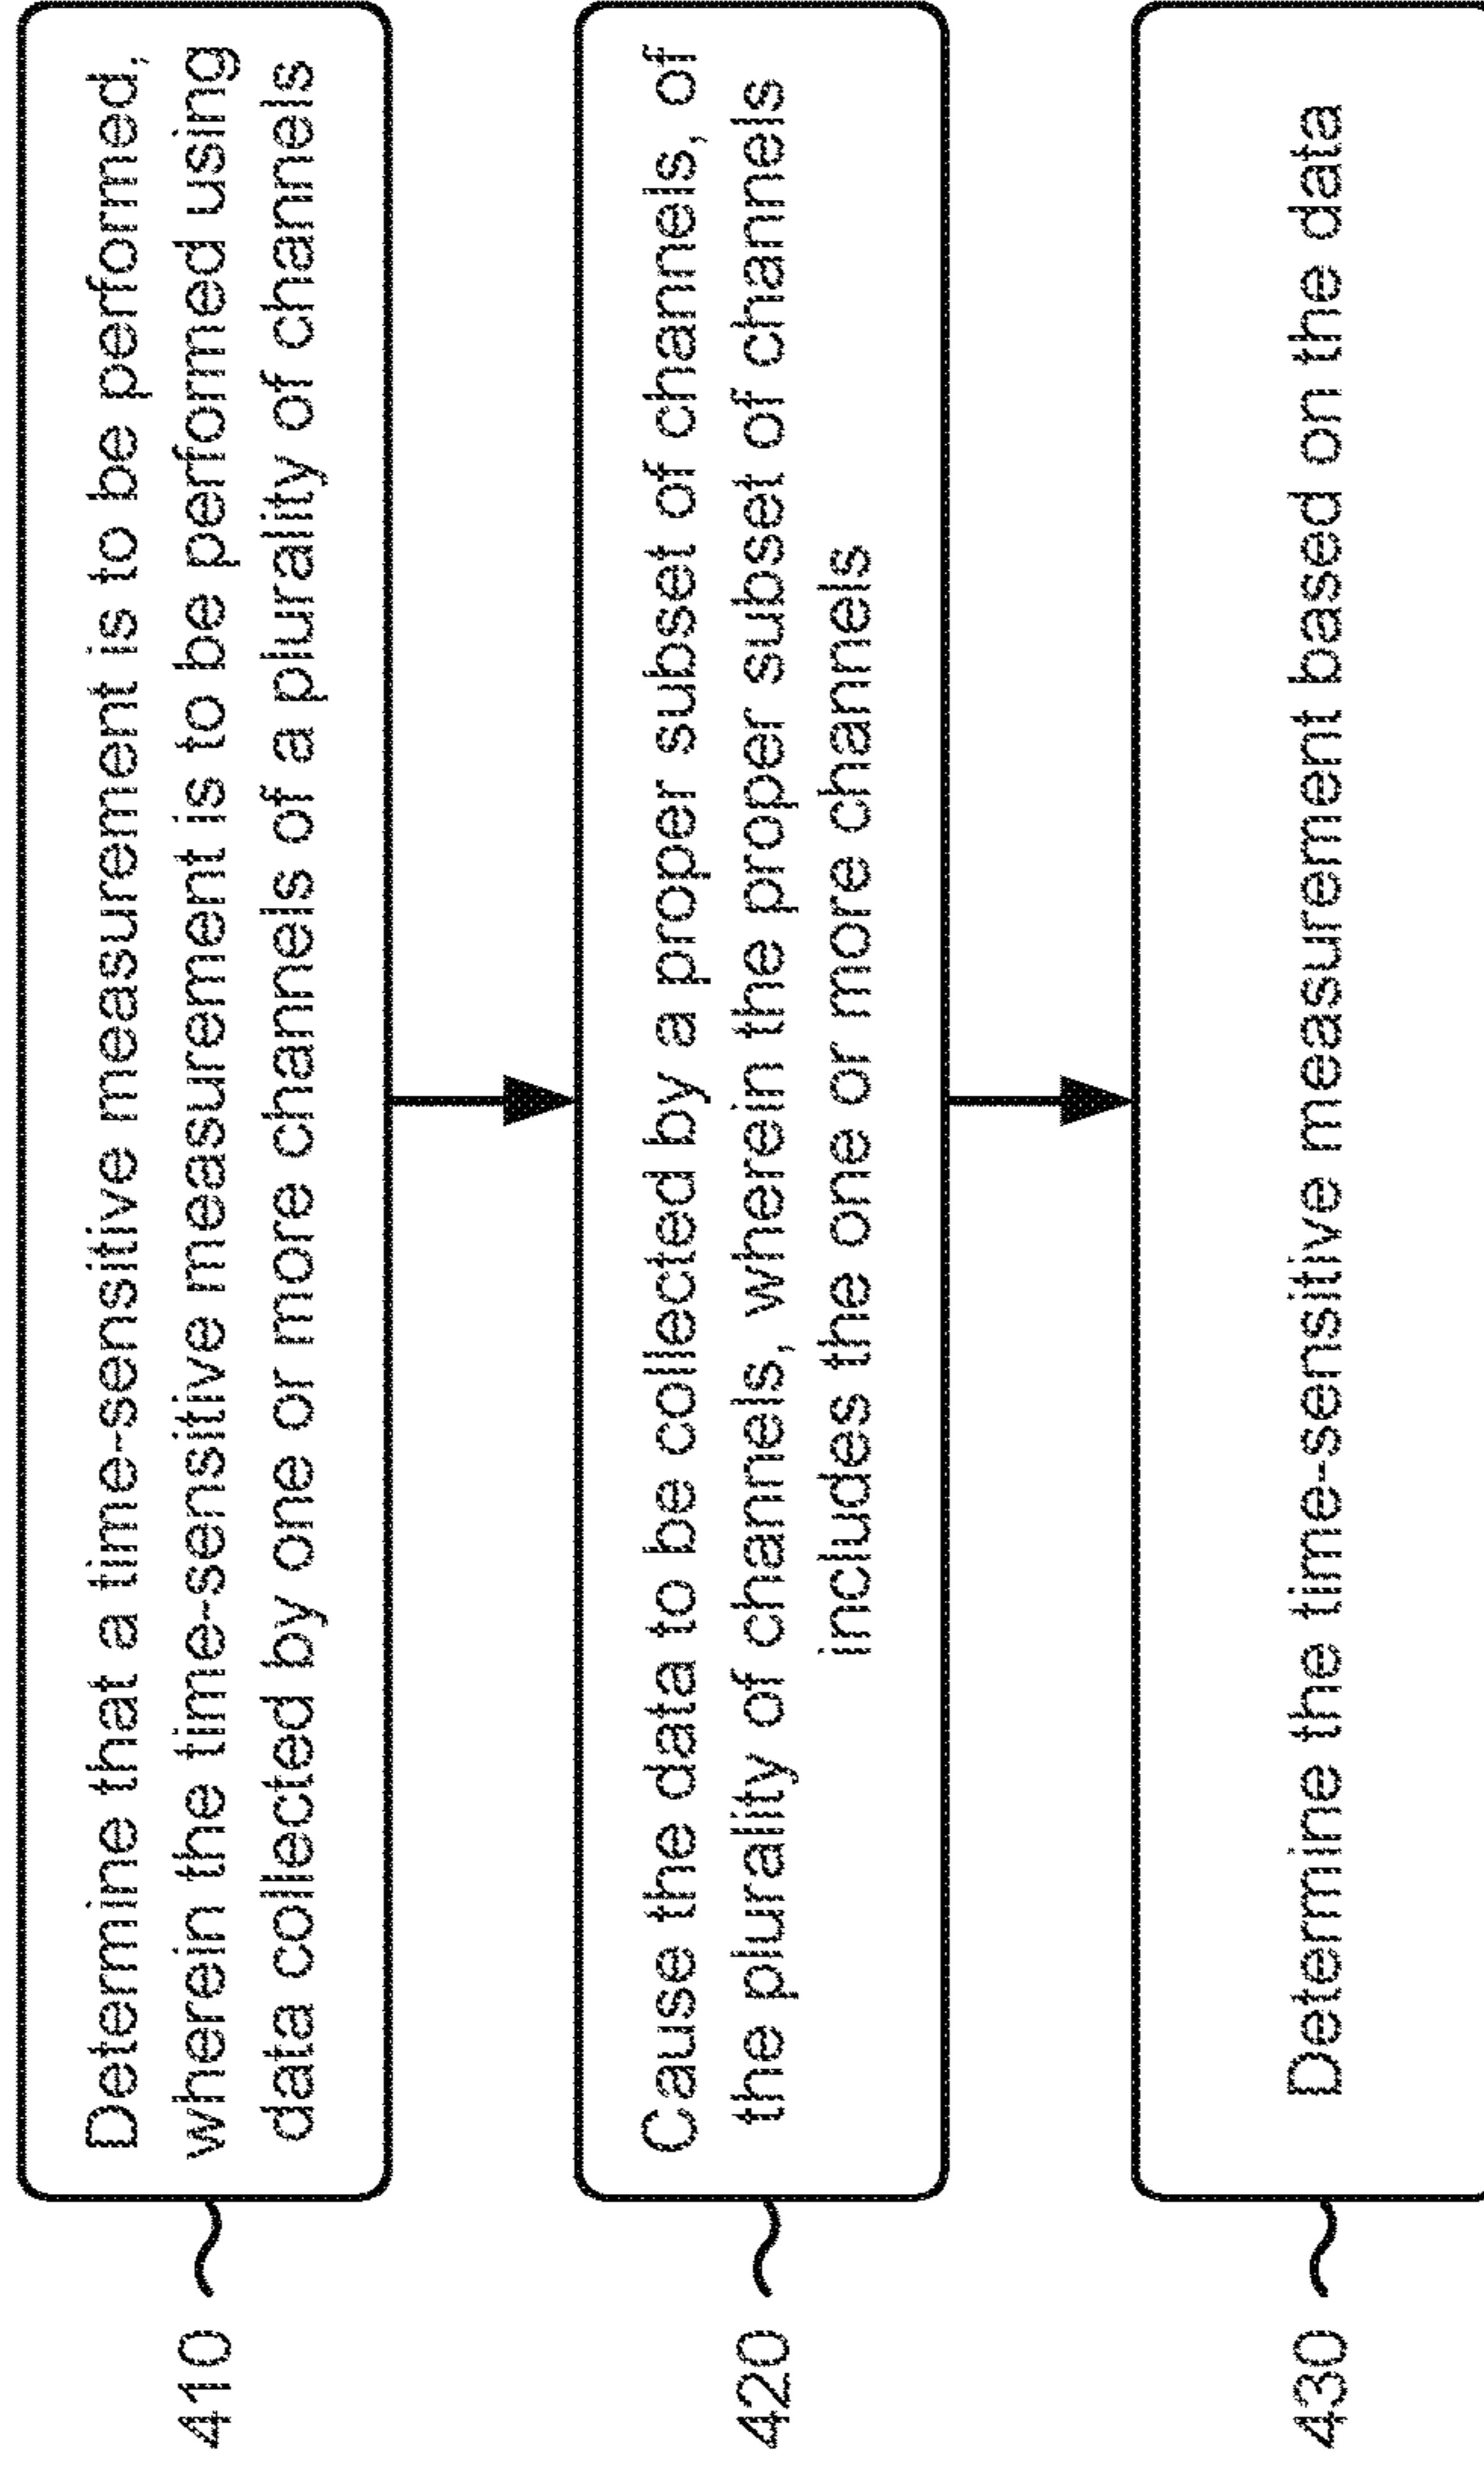 410
Determine that a time-sensitive measurement is to be performed,
wherein the time-sensitive measurement is to be performed using
data collected by one or more channels of a plurality of channels
420
Cause the data to be collected by a proper subset of channels, of
the plurality of channels, wherein the proper subset of channels
includes the one or more channels
430
Determine the time-sensitive measurement based on the data